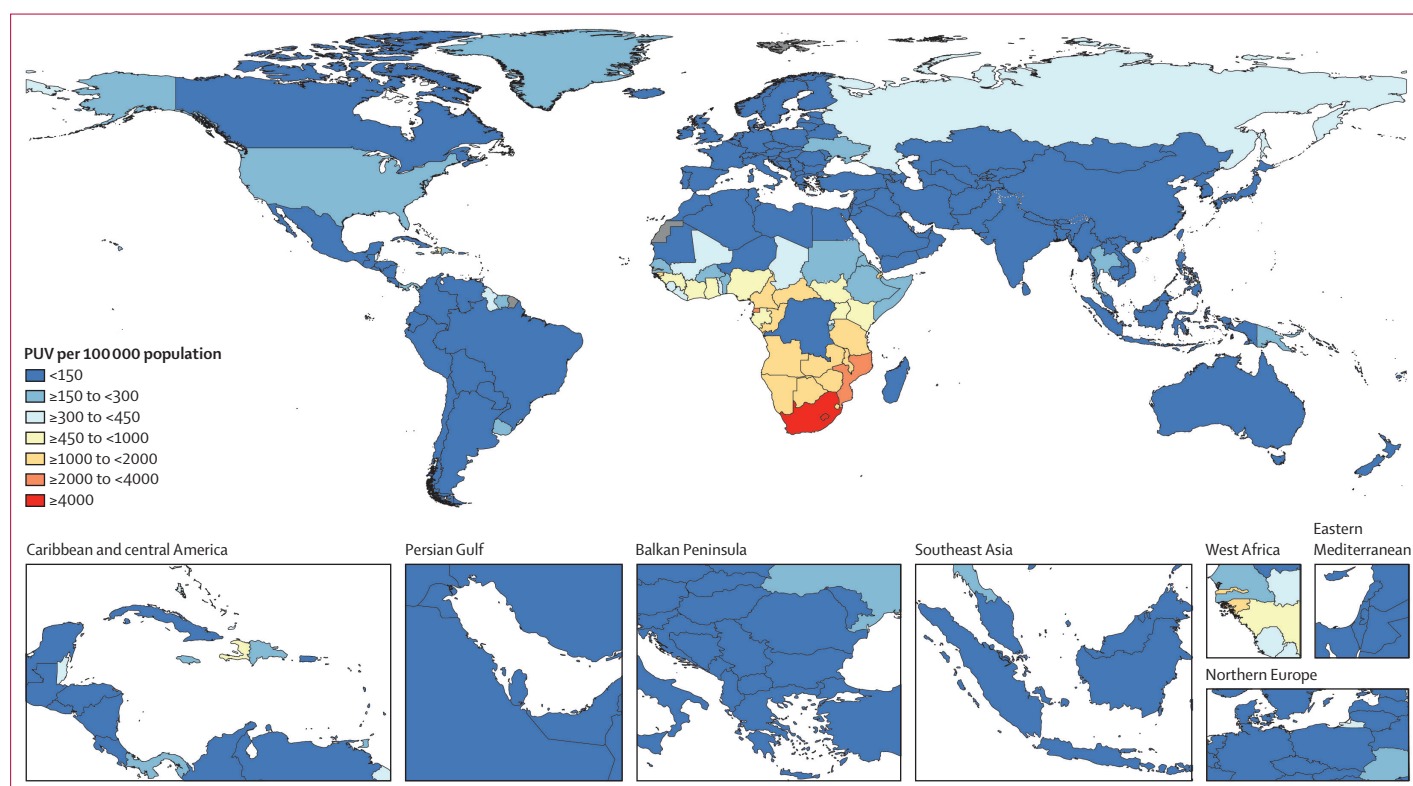 PUV per 100 000 population
<150
≥150 to <300
≥300 to <450
≥450 to <1000
≥1000 to <2000
≥2000 to <4000
≥4000
Caribbean and central America
Persian Gulf
Balkan Peninsula
Southeast Asia
West Africa
Eastern
Mediterranean
Northern Europe